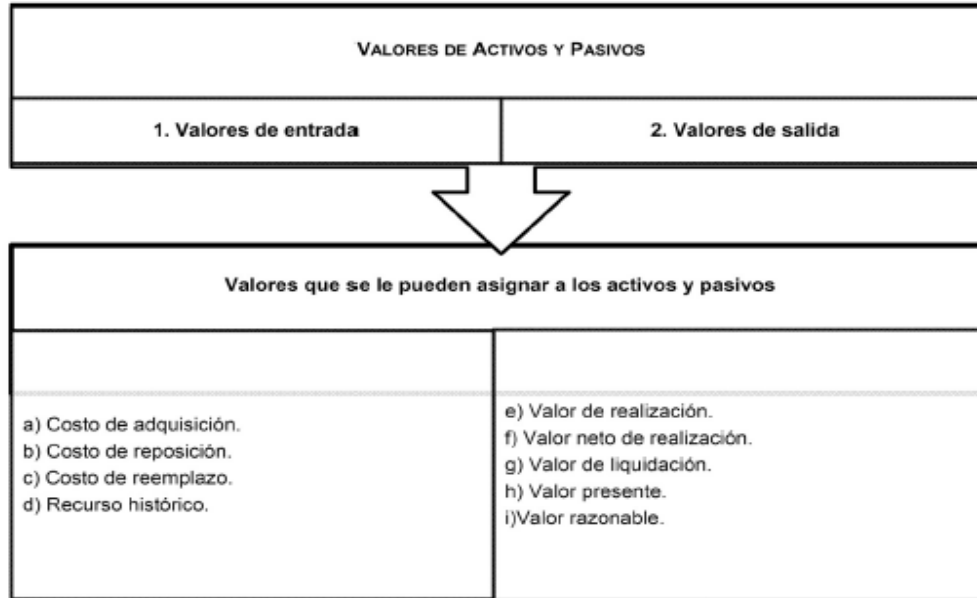 VALORES DE ACTIVOS Y PASIVOS
1. Valores de entrada
2. Valores de salida
Valores que se le pueden asignar a los activos y pasivos
a) Costo de adquisición.
b) Costo de reposición.
c) Costo de reemplazo.
d) Recurso histórico.
e) Valor de realización.
f) Valor neto de realización.
g) Valor de liquidación.
h) Valor presente.
i)Valor razonable.